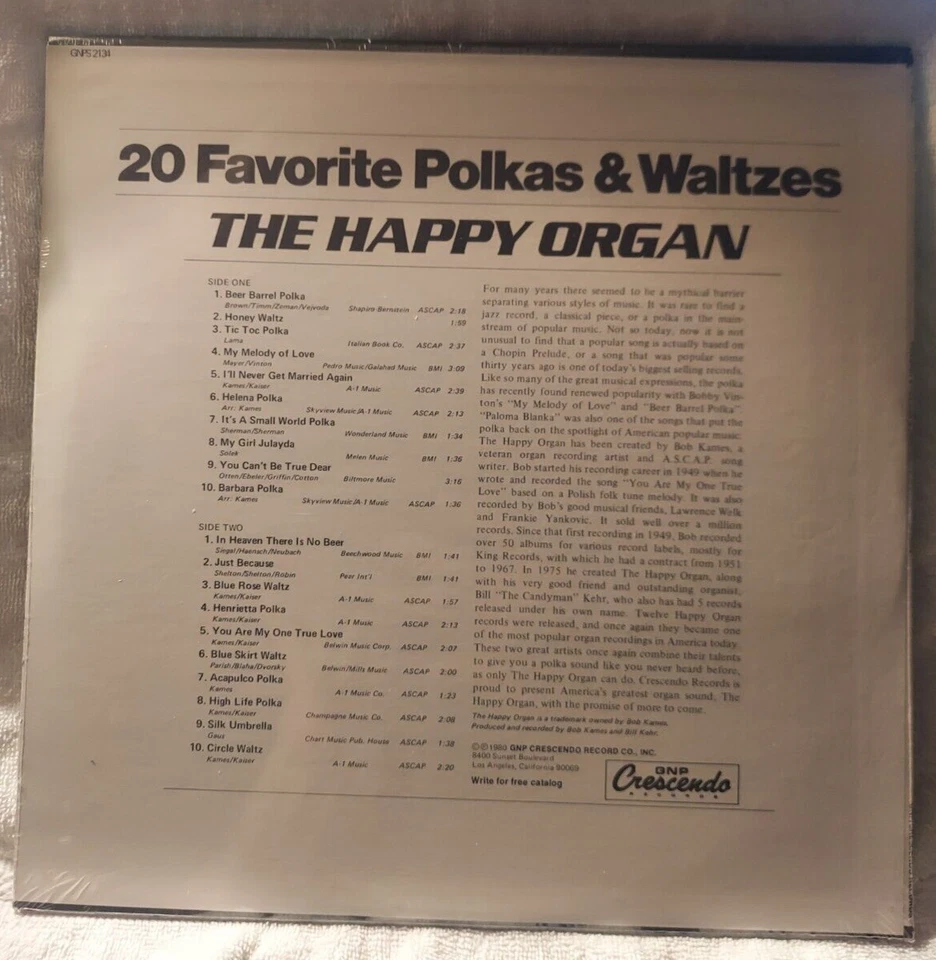 GNPS 2134
20 Favorite Polkas & Waltzes
THE HAPPY ORGAN
SIDE ONE
1. Beer Barrel Polka
Brown/Timm/Zeman/Vejvoda Shapiro Bernstein ASCAP 2:18
2. Honey Waltz
1:59
3. Tic Toc Polka
Lama Italian Book Co. ASCAP 2:37
4. My Melody of Love
Mayer/Vinton Pedro Music/Galahad Music BMI 3:09
5. I'll Never Get Married Again
Kames/Kaiser A-1 Music ASCAP 2:39
6. Helena Polka
Arr: Kames Skyview Music/A-1 Music ASCAP 2:13
7. It's A Small World Polka
Sherman/Sherman Wonderland Music BMI 1:34
8. My Girl Julayda
Solek Melen Music BMI 1:36
9. You Can't Be True Dear
Otten/Ebeler/Griffin/Cotton Biltmore Music 3:16
10. Barbara Polka
Arr: Kames Skyview Music/A-1 Music ASCAP 1:36
SIDE TWO
1. In Heaven There Is No Beer
Siegel/Haensch/Neubach Beechwood Music BMI 1:41
2. Just Because
Shelton/Shelton/Robin Peer Int'l BMI 1:41
3. Blue Rose Waltz
Kames/Kaiser A-1 Music ASCAP 1:57
4. Henrietta Polka
Kames/Kaiser A-1 Music ASCAP 2:13
5. You Are My One True Love
Kames/Kaiser Belwin Music Corp. ASCAP 2:07
6. Blue Skirt Waltz
Parish/Blaha/Dvorsky Belwin/Mills Music ASCAP 2:00
7. Acapulco Polka
Kames A-1 Music Co. ASCAP 1:23
8. High Life Polka
Kames/Kaiser Champagne Music Co. ASCAP 2:08
9. Silk Umbrella
Gaus Chart Music Pub. House ASCAP 1:38
10. Circle Waltz
Kames/Kaiser A-1 Music ASCAP 2:20
For many years there seemed to be a mythical barrier
separating various styles of music. It was rare to find a
jazz record, a classical piece, or a polka in the main-
stream of popular music. Not so today, now it is not
unusual to find that a popular song is actually based on
a Chopin Prelude, or a song that was popular some
thirty years ago is one of today's biggest selling records.
Like so many of the great musical expressions, the polka
has recently found renewed popularity with Bobby Vin-
ton's "My Melody of Love" and "Beer Barrel Polka".
"Paloma Blanka" was also one of the songs that put the
polka back on the spotlight of American popular music.
The Happy Organ has been created by Bob Kames, a
veteran organ recording artist and A.S.C.A.P. song
writer. Bob started his recording career in 1949 when he
wrote and recorded the song "You Are My One True
Love" based on a Polish folk tune melody. It was also
recorded by Bob's good musical friends, Lawrence Welk
and Frankie Yankovic. It sold well over a million
records. Since that first recording in 1949, Bob recorded
over 50 albums for various record labels, mostly for
King Records, with which he had a contract from 1951
to 1967. In 1975 he created The Happy Organ, along
with his very good friend and outstanding organist,
Bill "The Candyman" Kehr, who also has had 5 records
released under his own name. Twelve Happy Organ
records were released, and once again they became one
of the most popular organ recordings in America today.
These two great artists once again combine their talents
to give you a polka sound like you never heard before,
as only The Happy Organ can do. Crescendo Records is
proud to present America's greatest organ sound, The
Happy Organ, with the promise of more to come.
The Happy Organ is a trademark owned by Bob Kames.
Produced and recorded by Bob Kames and Bill Kehr.
©℗1980 GNP CRESCENDO RECORD CO., INC.
8400 Sunset Boulevard
Los Angeles, California 90069
Write for free catalog
GNP
Crescendo
RECORDS